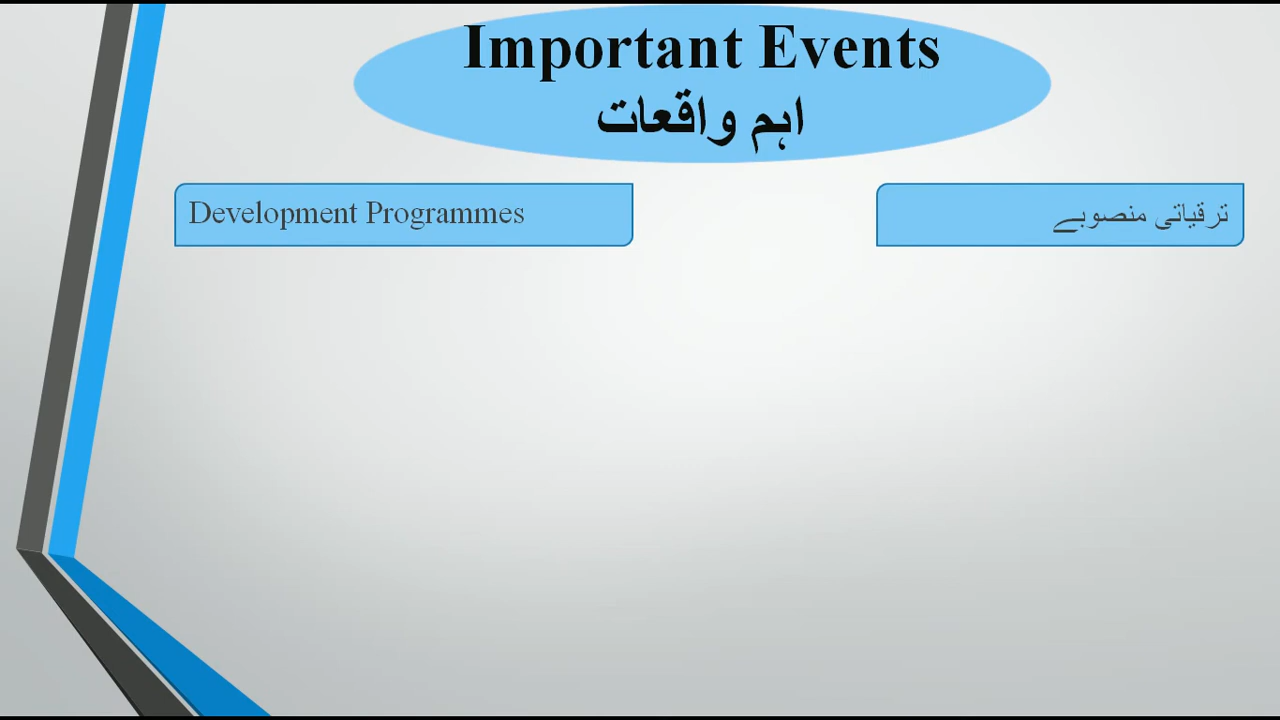 Important Events
اہم واقعات
Development Programmes
ترقیاتی منصوبے